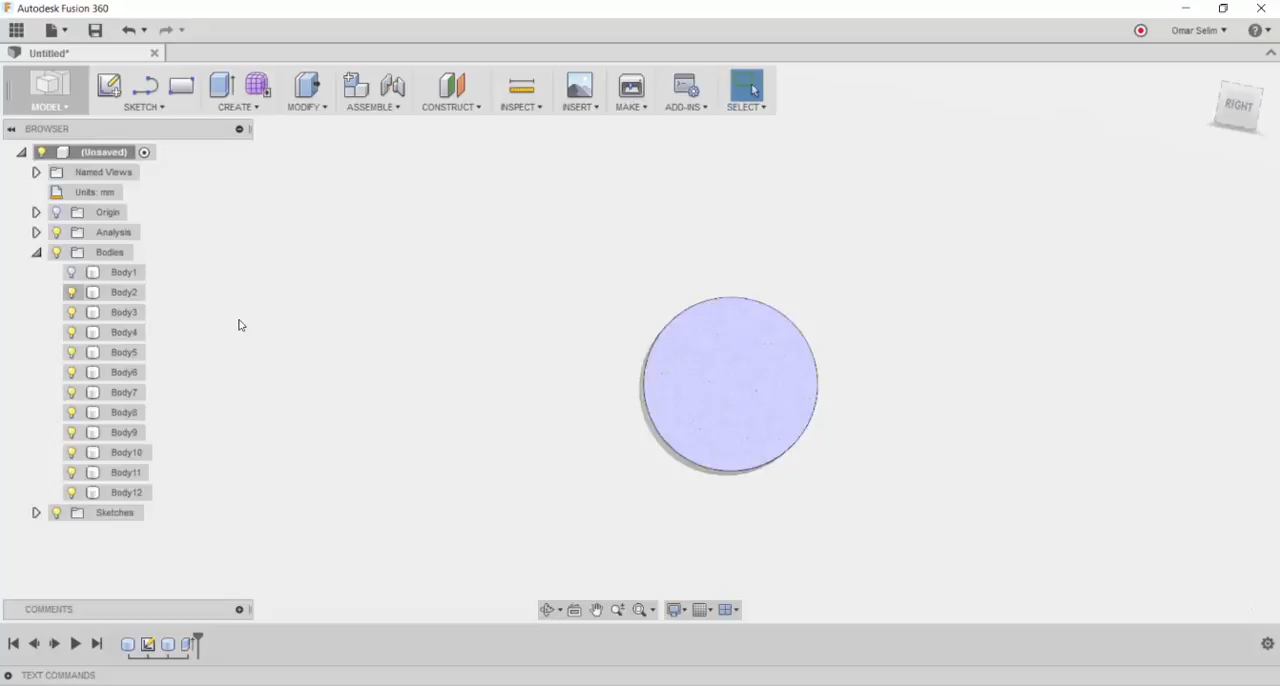 Autodesk Fusion 360
Omar Selim
Untitled*
MODEL
SKETCH
CREATE
MODIFY
ASSEMBLE
CONSTRUCT
INSPECT
INSERT
MAKE
ADD-INS
SELECT
RIGHT
BROWSER
(Unsaved)
Named Views
Units: mm
Origin
Analysis
Bodies
Body1
Body2
Body3
Body4
Body5
Body6
Body7
Body8
Body9
Body10
Body11
Body12
Sketches
COMMENTS
TEXT COMMANDS